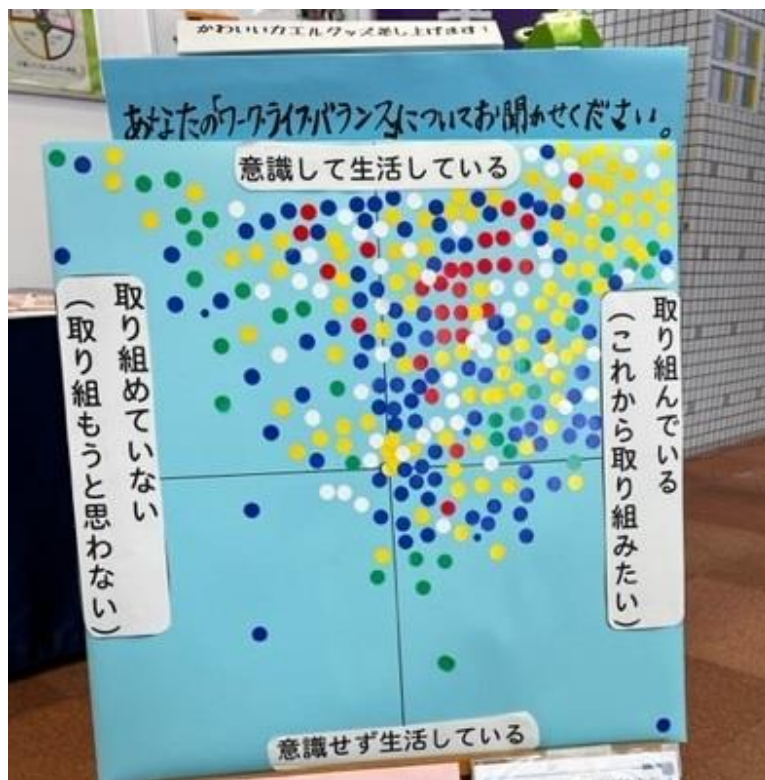 かわいいカエルグッズ差し上げます！
あなたの「ワーク・ライフ・バランス」についてお聞かせください。
意識して生活している
取り組めていない
（取り組もうと思わない）
取り組んでいる
（これから取り組みたい）
意識せず生活している